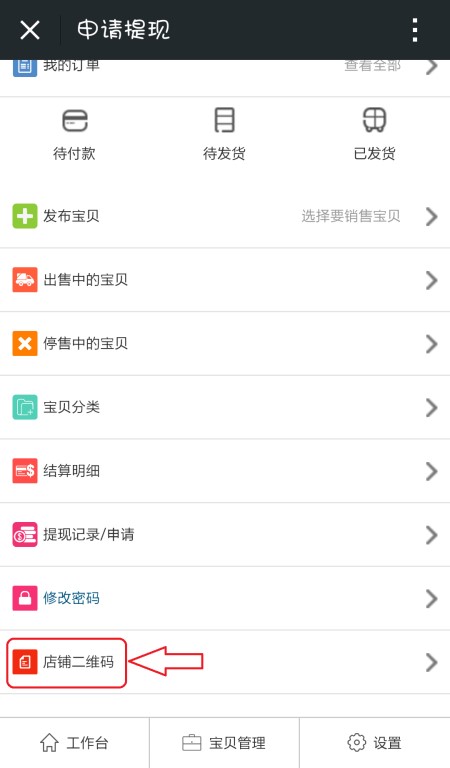 申请提现
我的订单 查看全部
待付款 待发货 已发货
发布宝贝 选择要销售宝贝
出售中的宝贝
停售中的宝贝
宝贝分类
结算明细
提现记录/申请
修改密码
店铺二维码
工作台 宝贝管理 设置